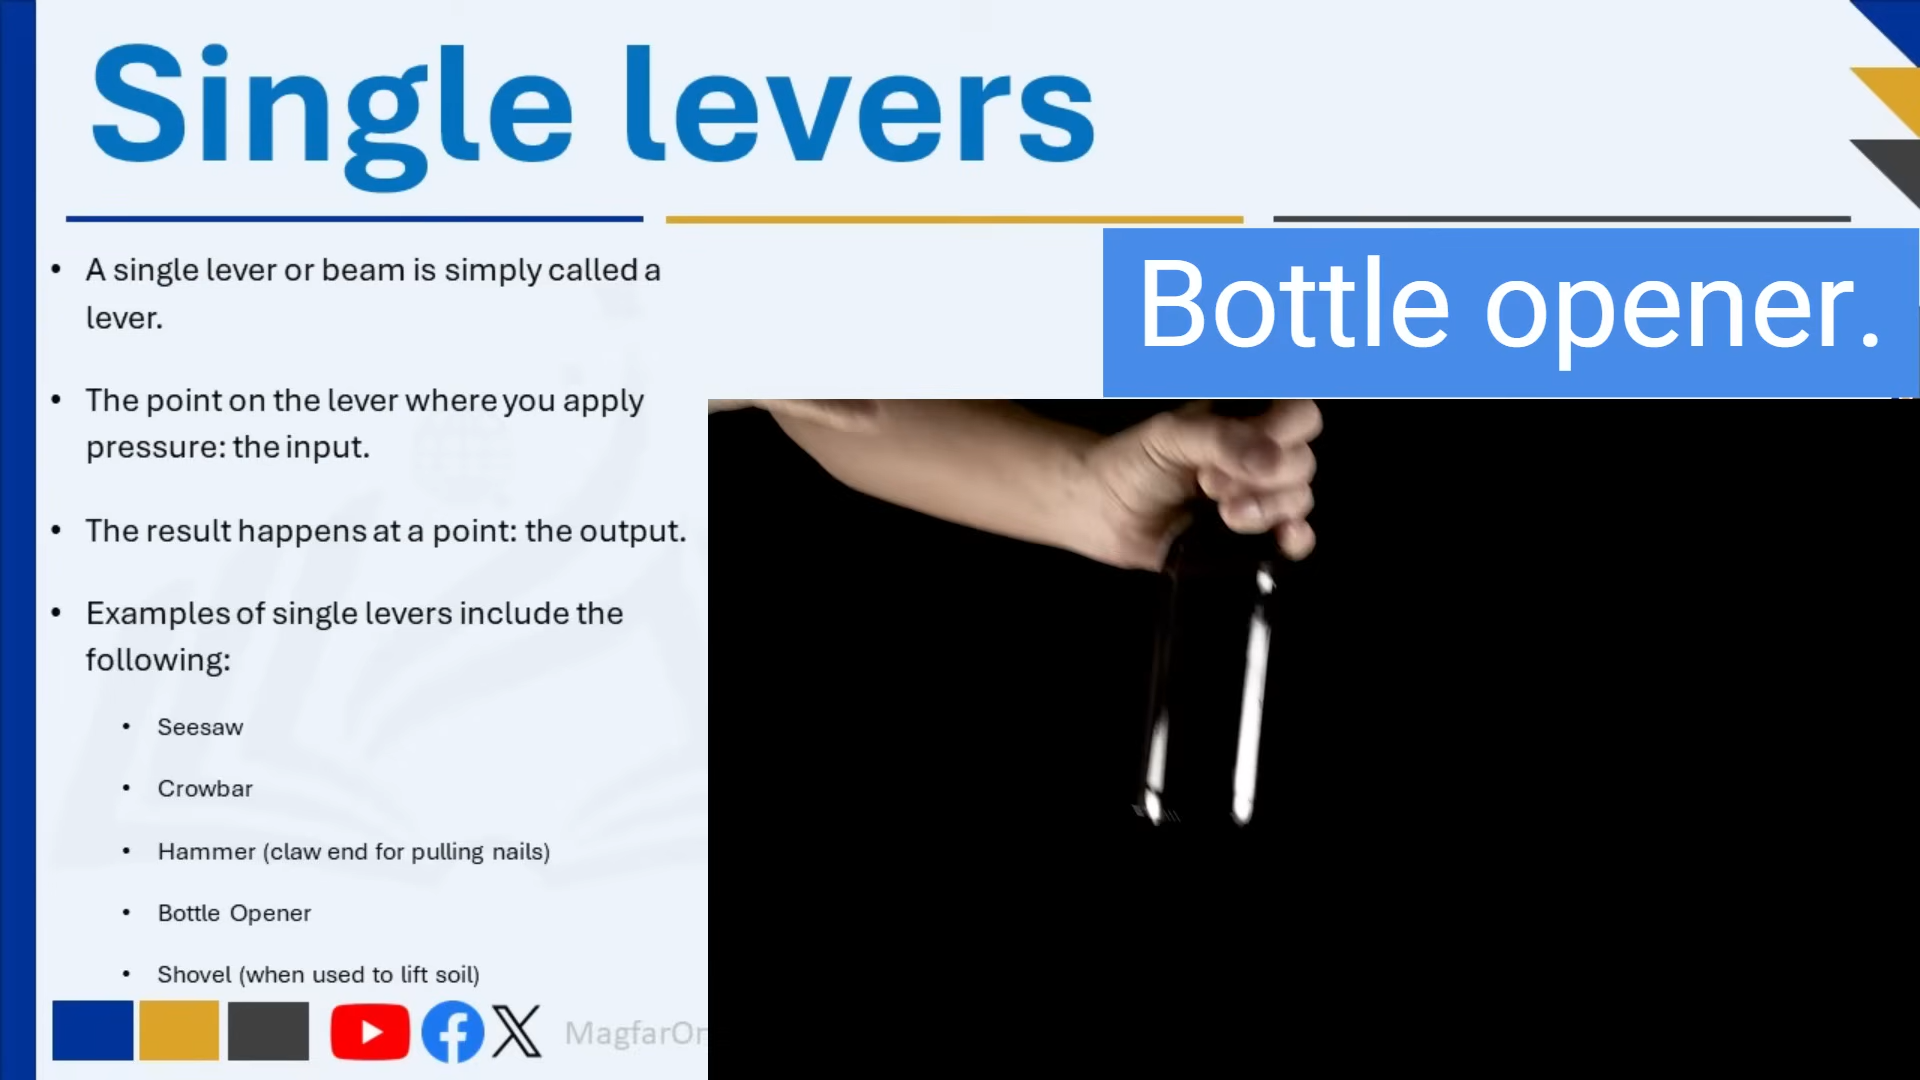 Single levers
Bottle opener.
• A single lever or beam is simply called a
lever.
• The point on the lever where you apply
pressure: the input.
• The result happens at a point: the output.
• Examples of single levers include the
following:
• Seesaw
• Crowbar
• Hammer (claw end for pulling nails)
• Bottle Opener
• Shovel (when used to lift soil)